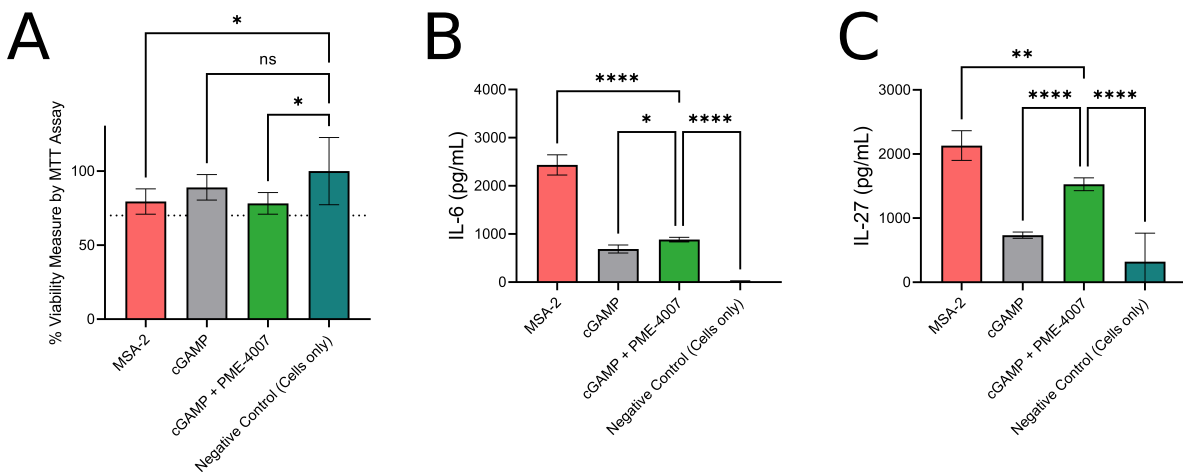 A
*
ns
*
% Viability Measure by MTT Assay
100
50
0
MSA-2
cGAMP
cGAMP + PME-4007
Negative Control (Cells only)
B
****
*
****
IL-6 (pg/mL)
4000
3000
2000
1000
0
MSA-2
cGAMP
cGAMP + PME-4007
Negative Control (Cells only)
C
**
****
****
IL-27 (pg/mL)
3000
2000
1000
0
MSA-2
cGAMP
cGAMP + PME-4007
Negative Control (Cells only)